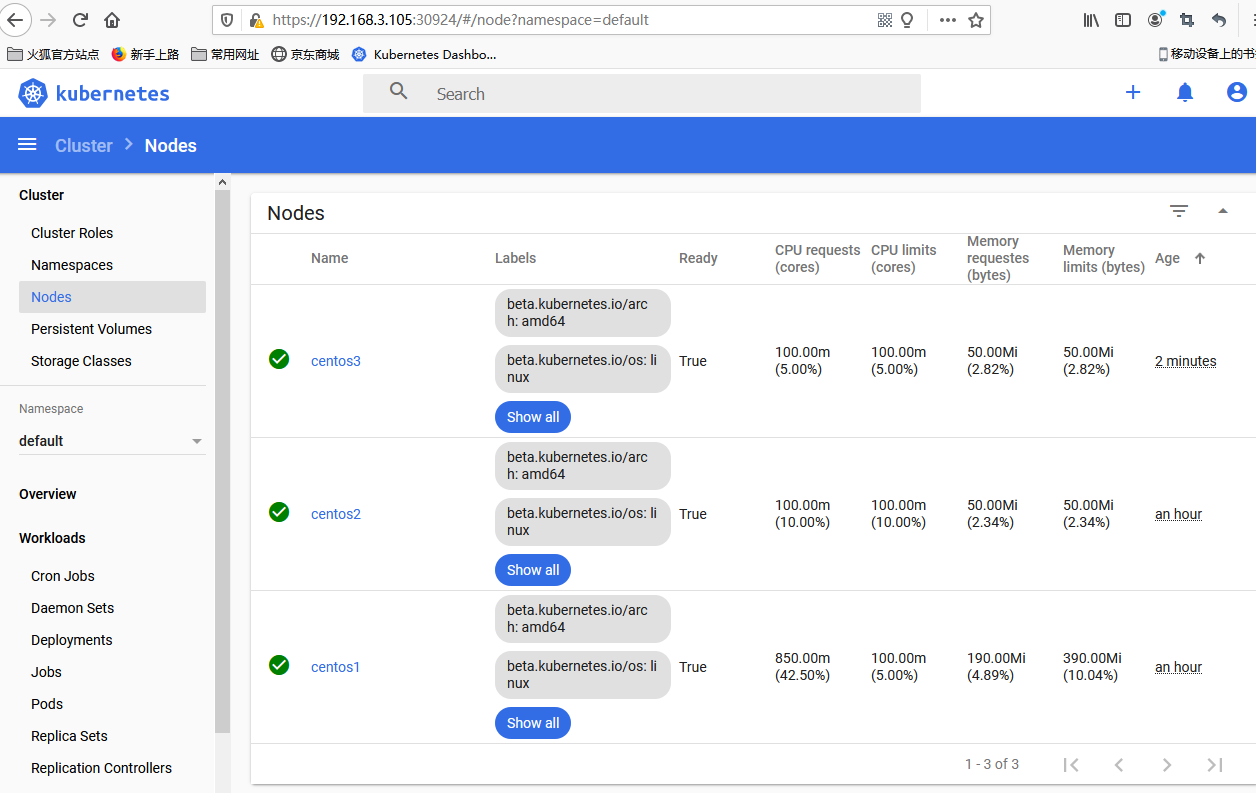 https://192.168.3.105:30924/#/node?namespace=default
火狐官方站点 新手上路 常用网址 京东商城 Kubernetes Dashbo... 移动设备上的书
kubernetes
Search
Cluster Nodes
Cluster
Cluster Roles
Namespaces
Nodes
Persistent Volumes
Storage Classes
Namespace
default
Overview
Workloads
Cron Jobs
Daemon Sets
Deployments
Jobs
Pods
Replica Sets
Replication Controllers
Nodes
Name Labels Ready CPU requests (cores) CPU limits (cores) Memory requestes (bytes) Memory limits (bytes) Age
beta.kubernetes.io/arc
h: amd64
beta.kubernetes.io/os: li
nux
Show all
centos3 True 100.00m (5.00%) 100.00m (5.00%) 50.00Mi (2.82%) 50.00Mi (2.82%) 2 minutes
beta.kubernetes.io/arc
h: amd64
beta.kubernetes.io/os: li
nux
Show all
centos2 True 100.00m (10.00%) 100.00m (10.00%) 50.00Mi (2.34%) 50.00Mi (2.34%) an hour
beta.kubernetes.io/arc
h: amd64
beta.kubernetes.io/os: li
nux
Show all
centos1 True 850.00m (42.50%) 100.00m (5.00%) 190.00Mi (4.89%) 390.00Mi (10.04%) an hour
1 - 3 of 3